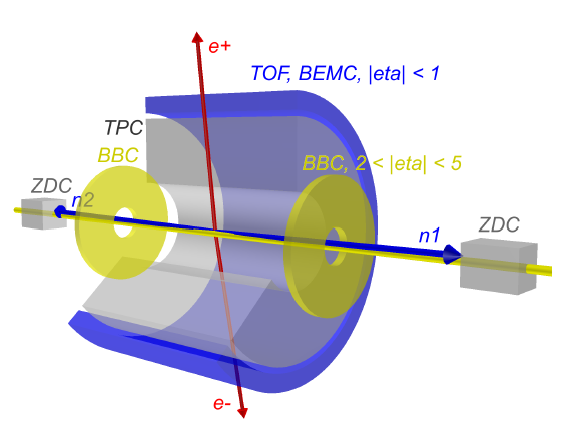 e+
TOF, BEMC, |eta| < 1
TPC
BBC
BBC, 2 < |eta| < 5
ZDC
n2
ZDC
n1
e-